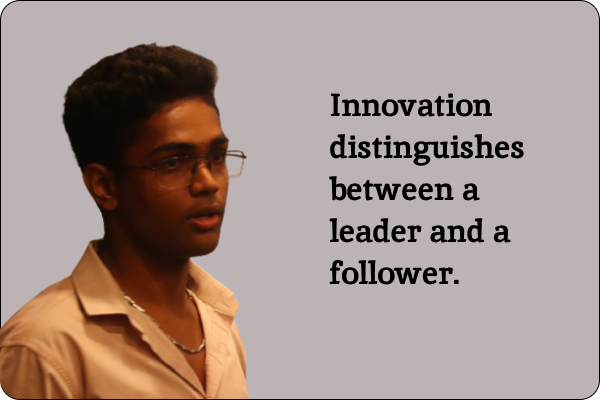 Innovation
distinguishes
between a
leader and a
follower.